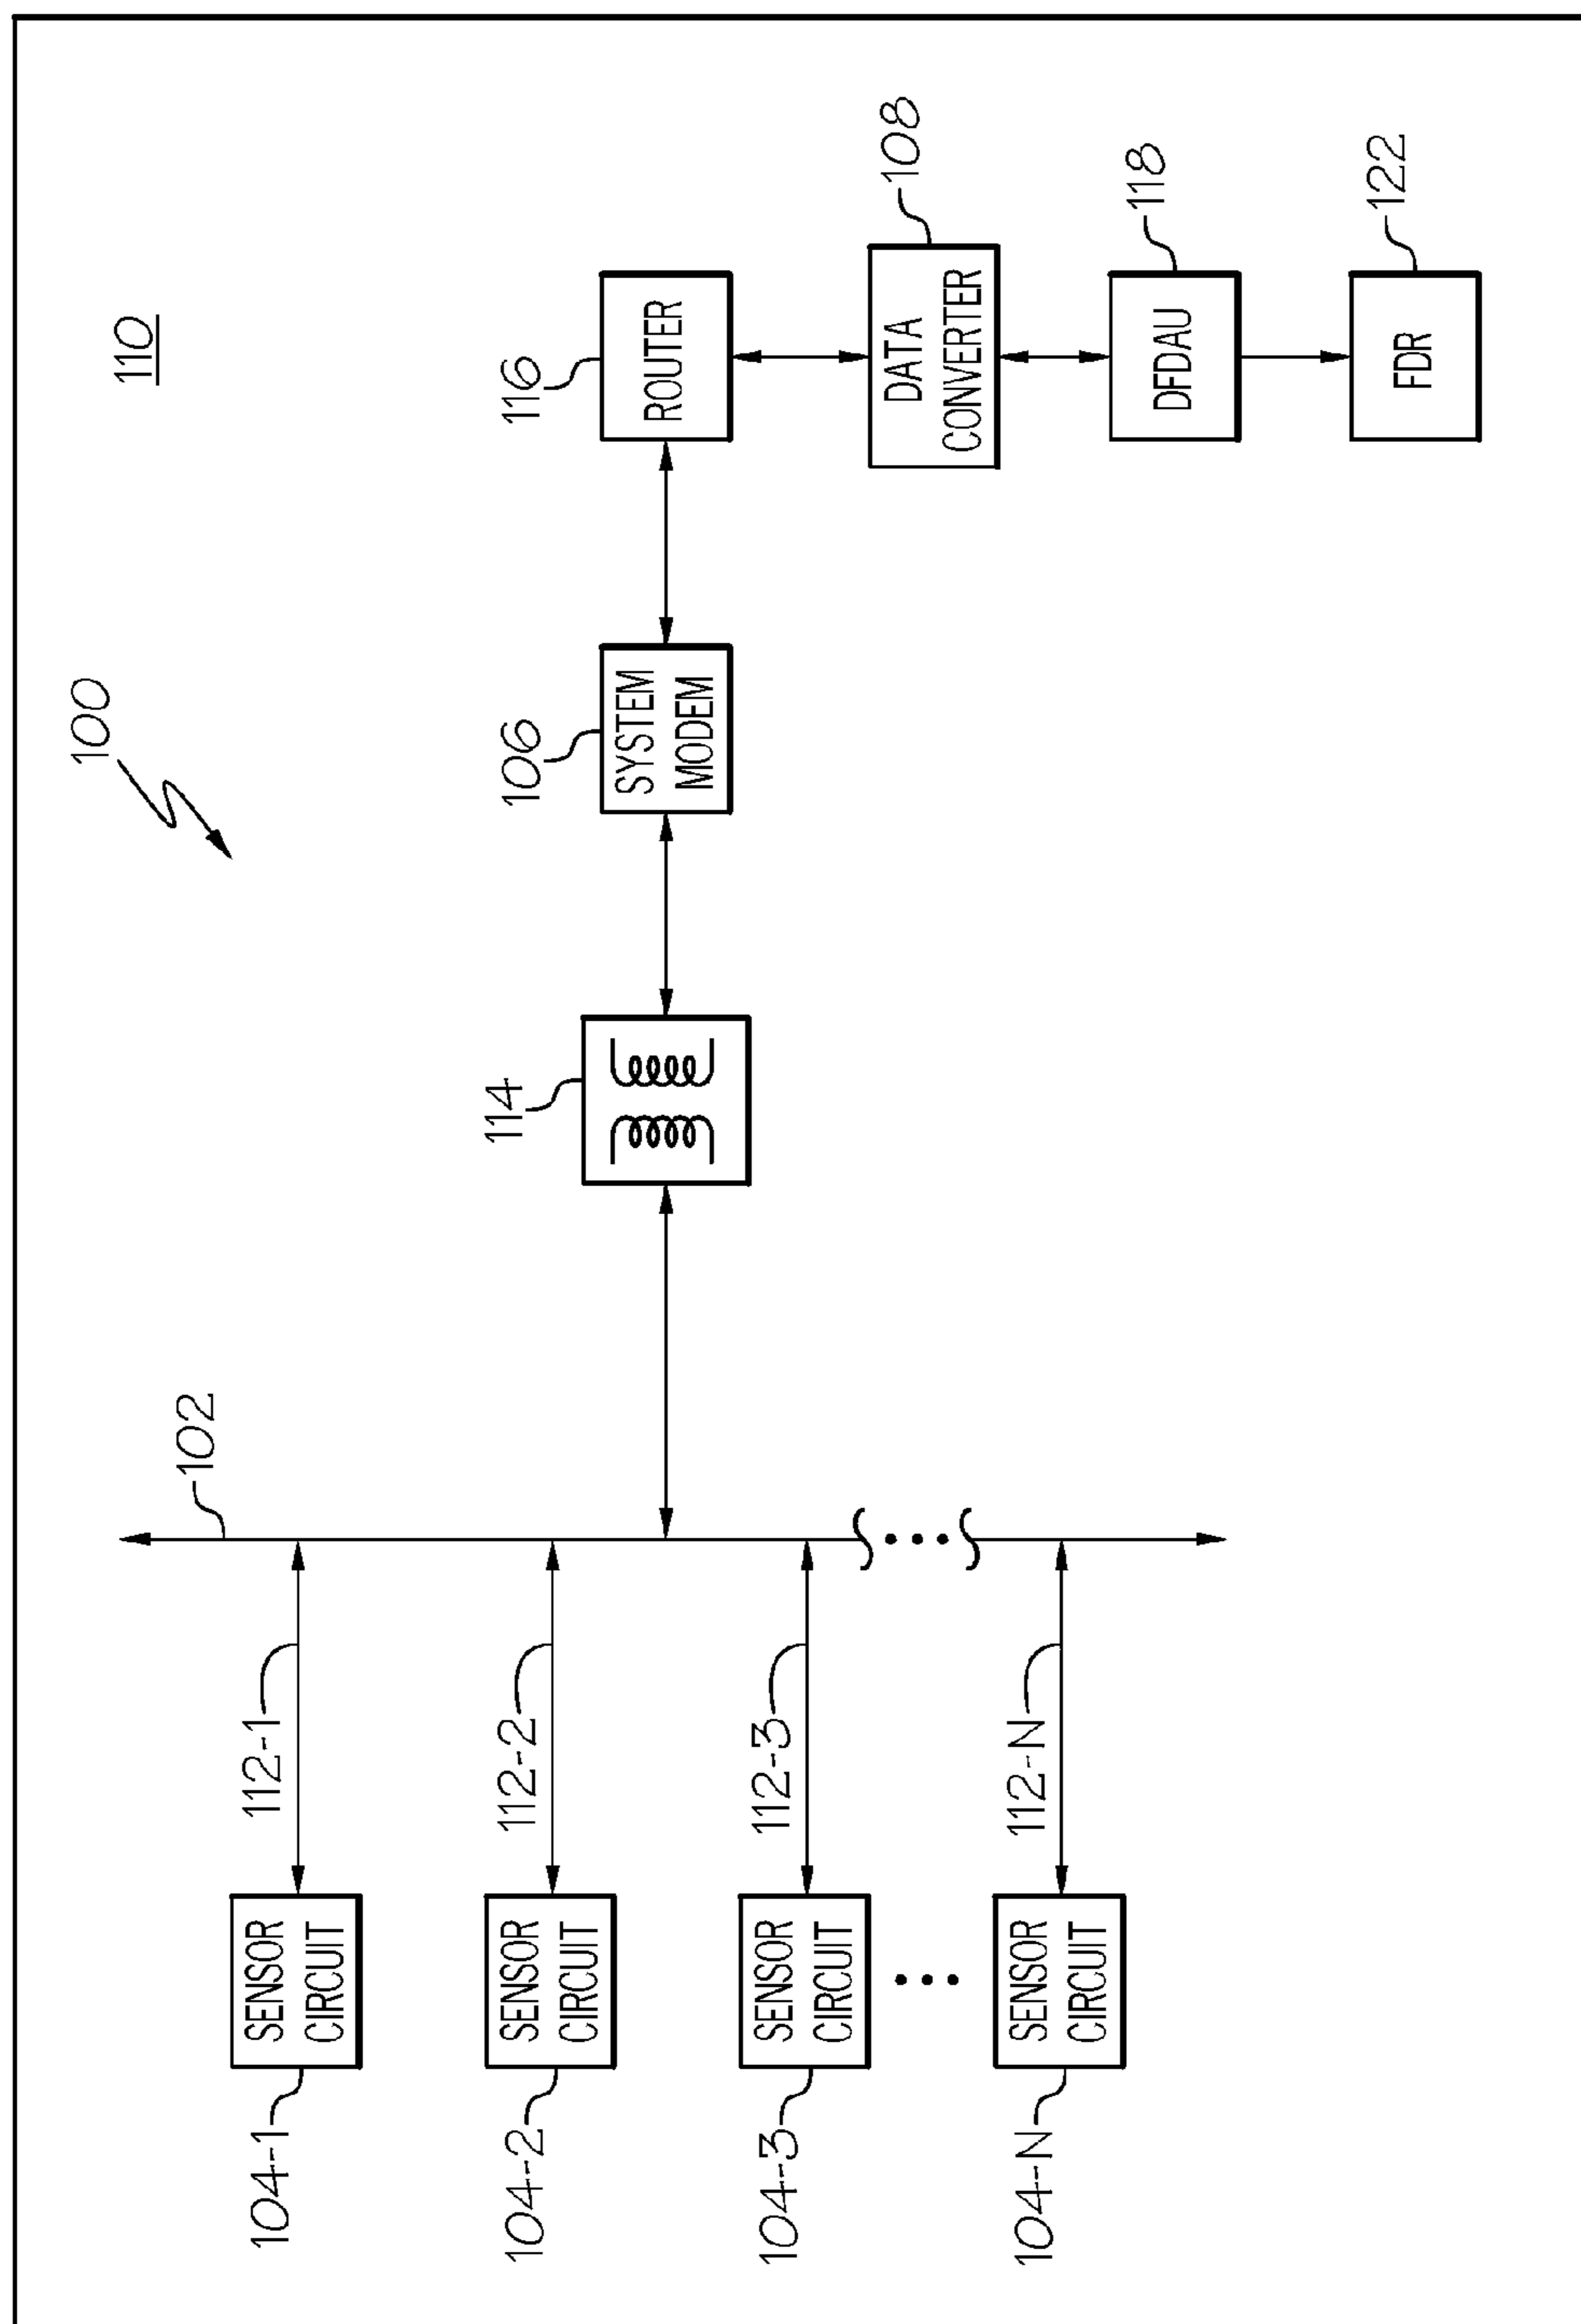 100
110
104-1
SENSOR
CIRCUIT
112-1
102
104-2
SENSOR
CIRCUIT
112-2
114
106
SYSTEM
MODEM
116
ROUTER
104-3
SENSOR
CIRCUIT
112-3
DATA
CONVERTER
108
104-N
SENSOR
CIRCUIT
112-N
DFDAU
118
FDR
122